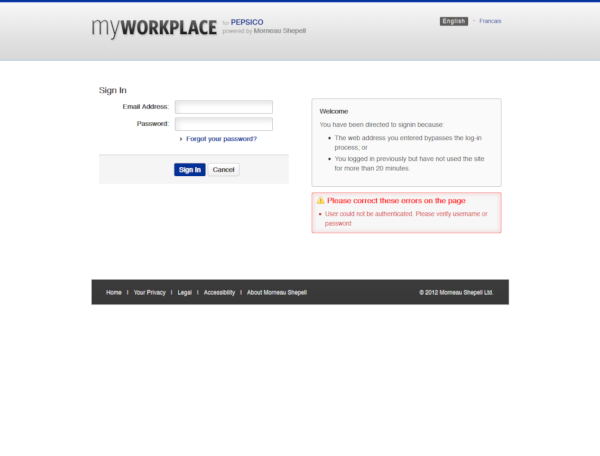 myWORKPLACE
for PEPSICO
powered by Morneau Shepell
English
Francais
Sign In
Email Address:
Password:
Forgot your password?
Sign In
Cancel
Welcome
You have been directed to signin because:
The web address you entered bypasses the log-in
process; or
You logged in previously but have not used the site
for more than 20 minutes.
Please correct these errors on the page
User could not be authenticated. Please verify username or
password
Home | Your Privacy | Legal | Accessibility | About Morneau Shepell
© 2012 Morneau Shepell Ltd.